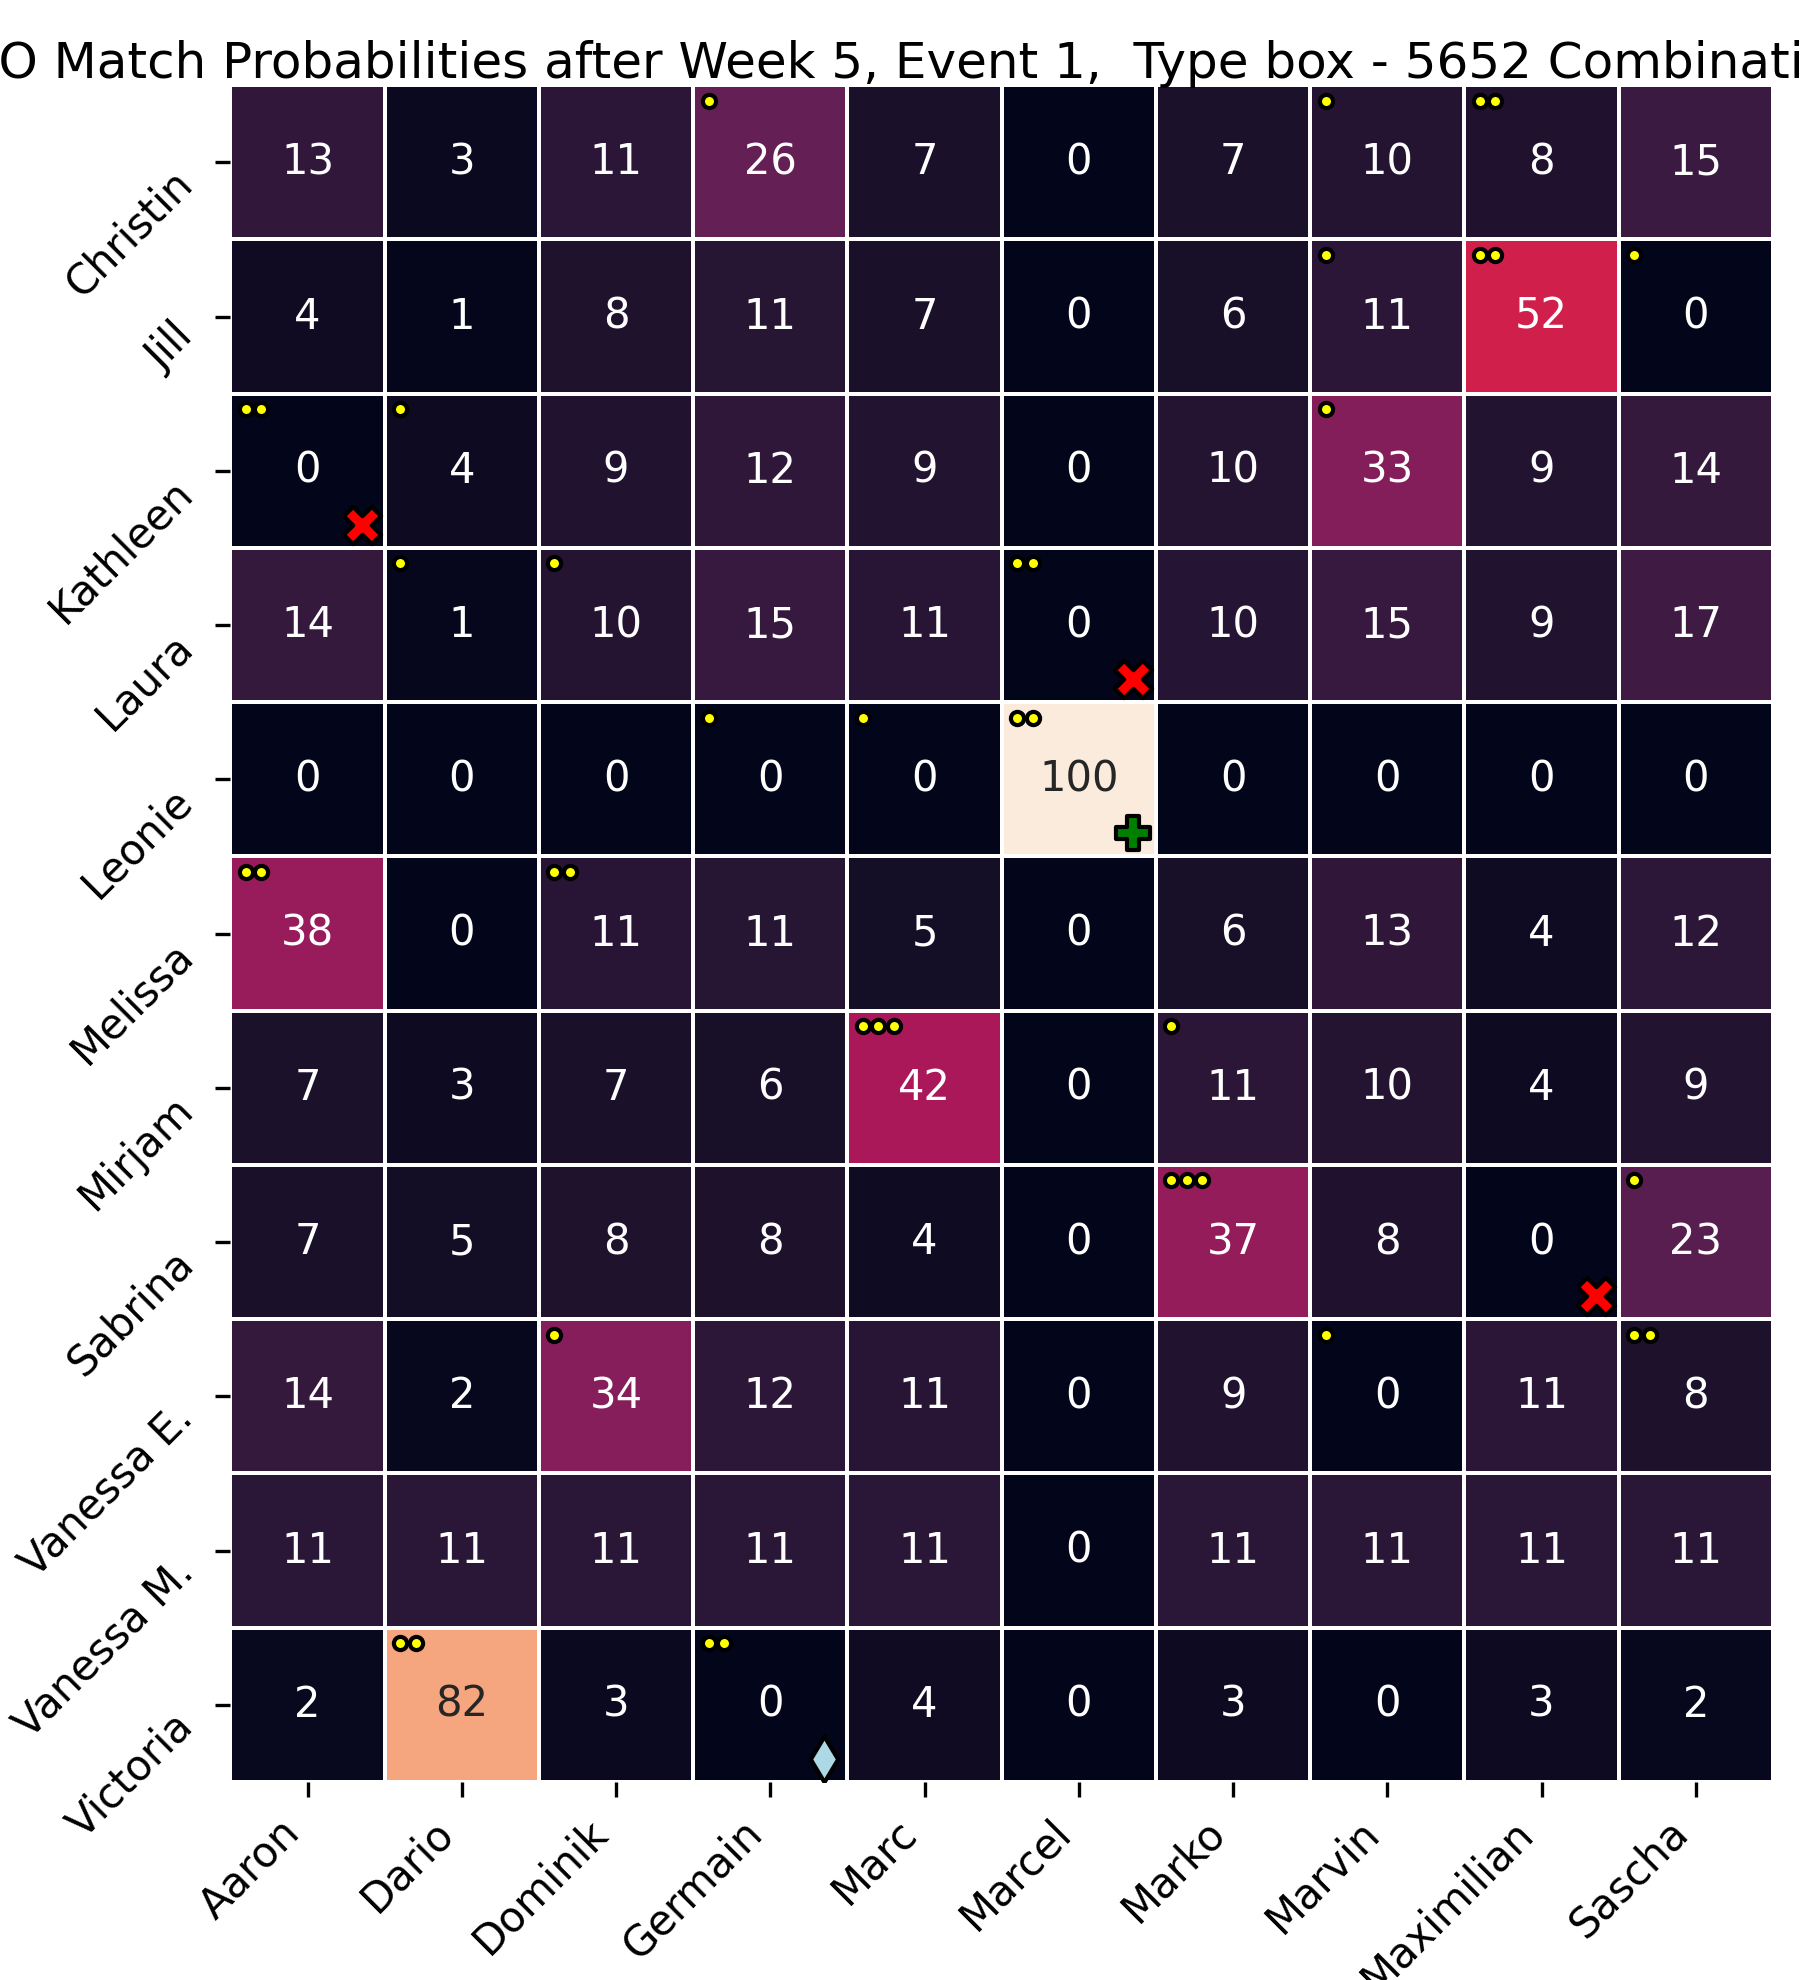 O Match Probabilities after Week 5, Event 1, Type box - 5652 Combinati
Christin 13 3 11 26 7 0 7 10 8 15
Jill 4 1 8 11 7 0 6 11 52 0
Kathleen 0 4 9 12 9 0 10 33 9 14
Laura 14 1 10 15 11 0 10 15 9 17
Leonie 0 0 0 0 0 100 0 0 0 0
Melissa 38 0 11 11 5 0 6 13 4 12
Mirjam 7 3 7 6 42 0 11 10 4 9
Sabrina 7 5 8 8 4 0 37 8 0 23
Vanessa E. 14 2 34 12 11 0 9 0 11 8
Vanessa M. 11 11 11 11 11 0 11 11 11 11
Victoria 2 82 3 0 4 0 3 0 3 2
Aaron Dario Dominik Germain Marc Marcel Marko Marvin Maximilian Sascha